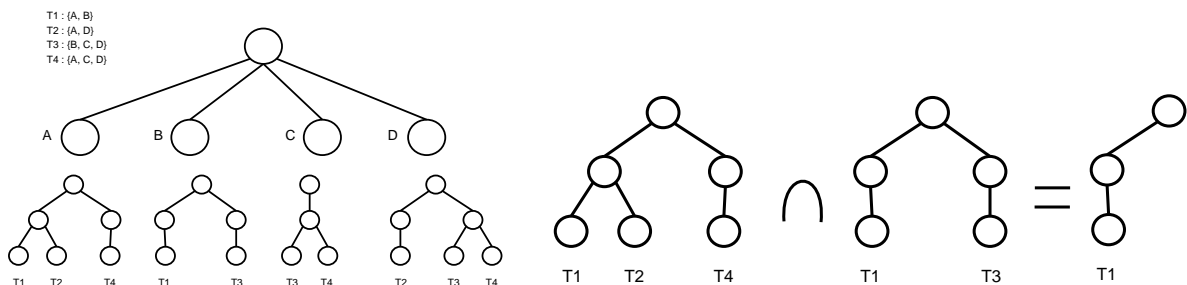 T1 : {A, B}
T2 : {A, D}
T3 : {B, C, D}
T4 : {A, C, D}
A B C D
T1 T2 T4 T1 T3 T3 T4 T2 T3 T4
T1 T2 T4 ∩ T1 T3 = T1